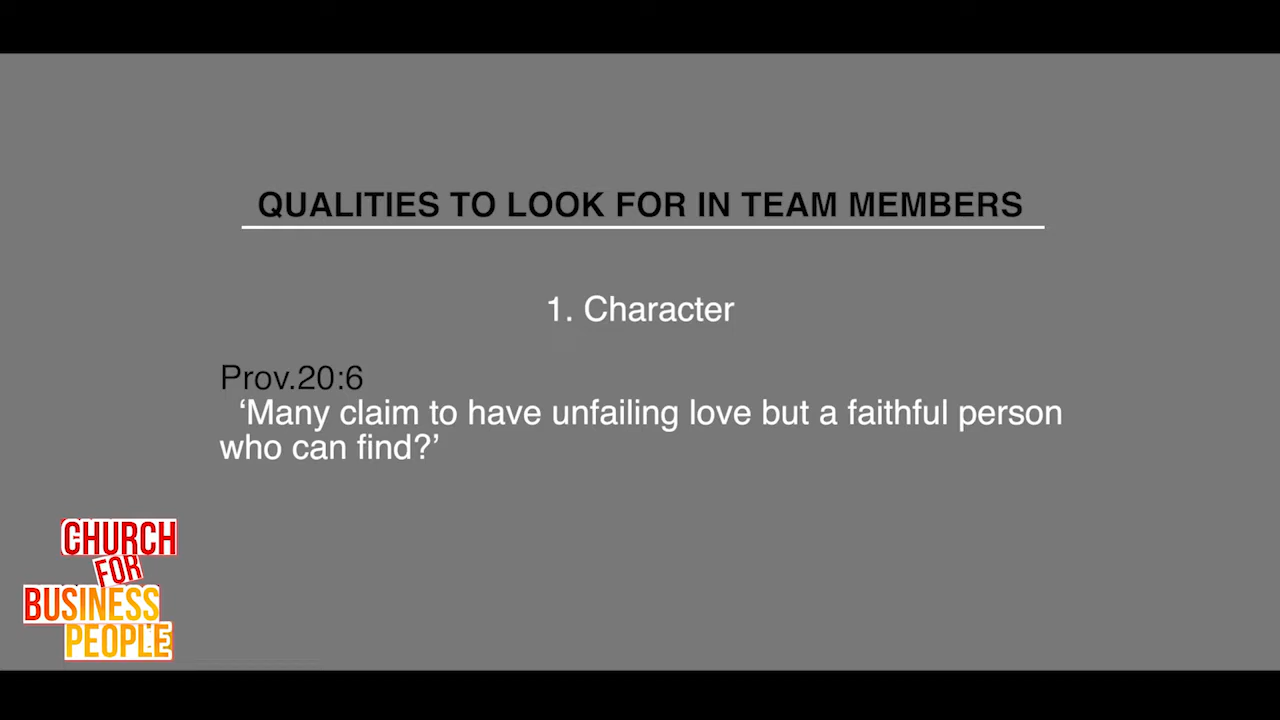 QUALITIES TO LOOK FOR IN TEAM MEMBERS
1. Character
Prov.20:6
‘Many claim to have unfailing love but a faithful person
who can find?’
CHURCH
FOR
BUSINESS
PEOPLE